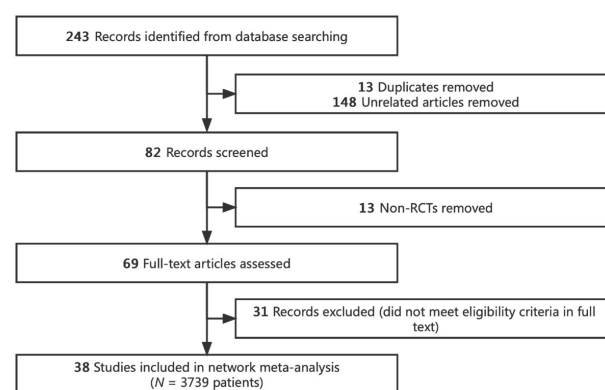 243 Records identified from database searching
13 Duplicates removed
148 Unrelated articles removed
82 Records screened
13 Non-RCTs removed
69 Full-text articles assessed
31 Records excluded (did not meet eligibility criteria in full
text)
38 Studies included in network meta-analysis
(N = 3739 patients)